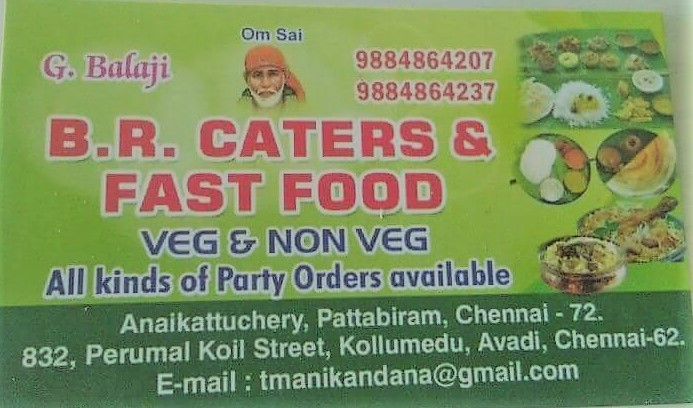 Om Sai
G. Balaji
9884864207
9884864237
B.R. CATERS &
FAST FOOD
VEG & NON VEG
All kinds of Party Orders available
Anaikattuchery, Pattabiram, Chennai - 72.
832, Perumal Koil Street, Kollumedu, Avadi, Chennai-62.
E-mail : tmanikandana@gmail.com